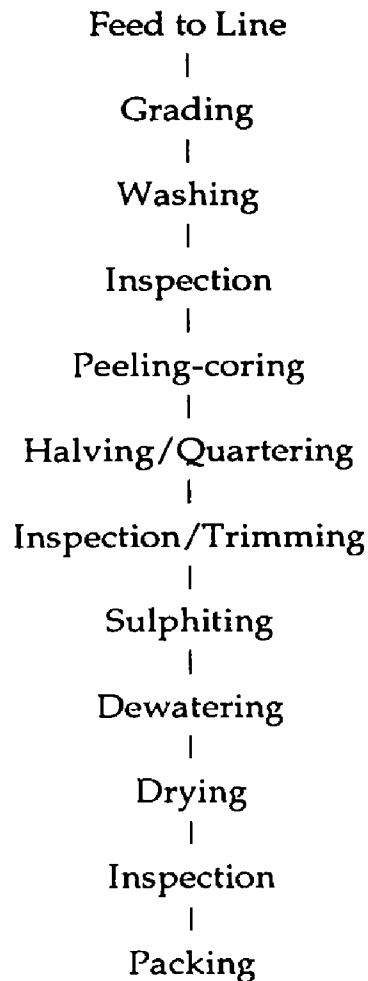 Feed to Line
Grading
Washing
Inspection
Peeling-coring
Halving/Quartering
Inspection/Trimming
Sulphiting
Dewatering
Drying
Inspection
Packing